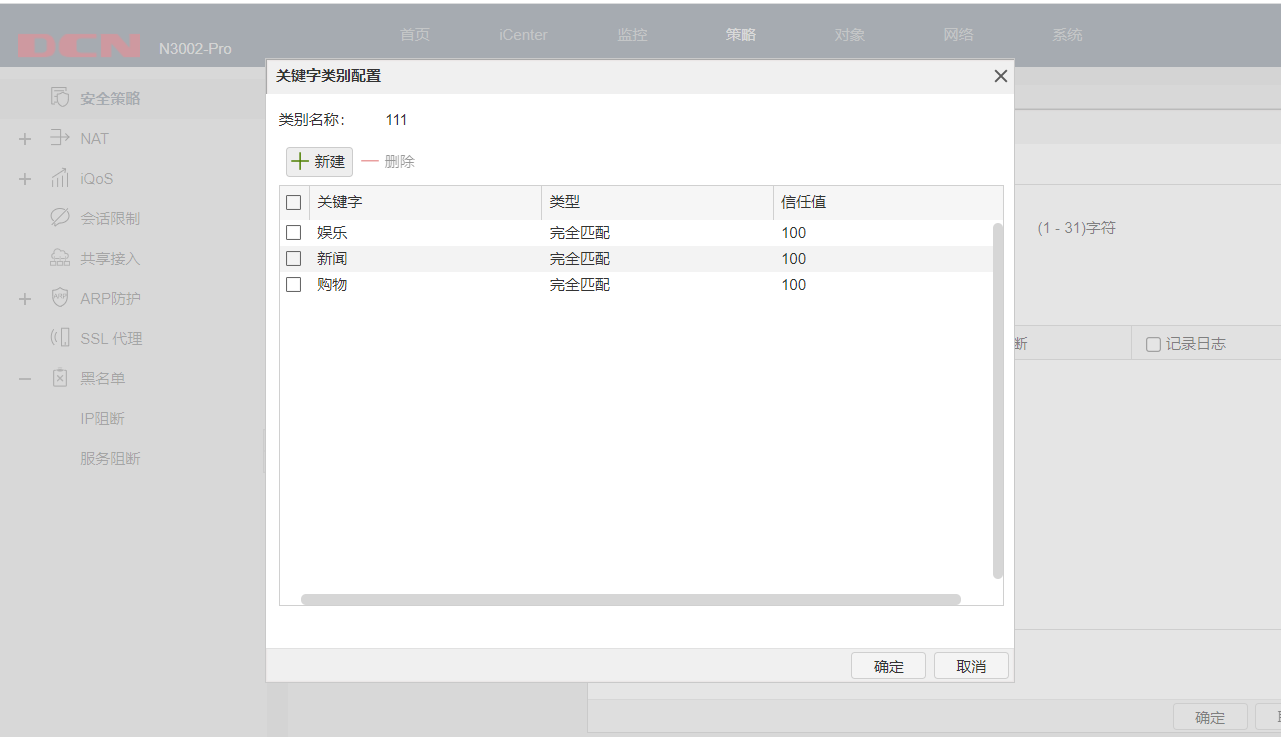 DCN N3002-Pro
首页 iCenter 监控 策略 对象 网络 系统
安全策略
NAT
iQoS
会话限制
共享接入
ARP防护
SSL 代理
黑名单
IP阻断
服务阻断
关键字类别配置
类别名称： 111
新建 删除
关键字 类型 信任值
娱乐 完全匹配 100
新闻 完全匹配 100
购物 完全匹配 100
确定 取消
(1 - 31)字符
断 记录日志
确定